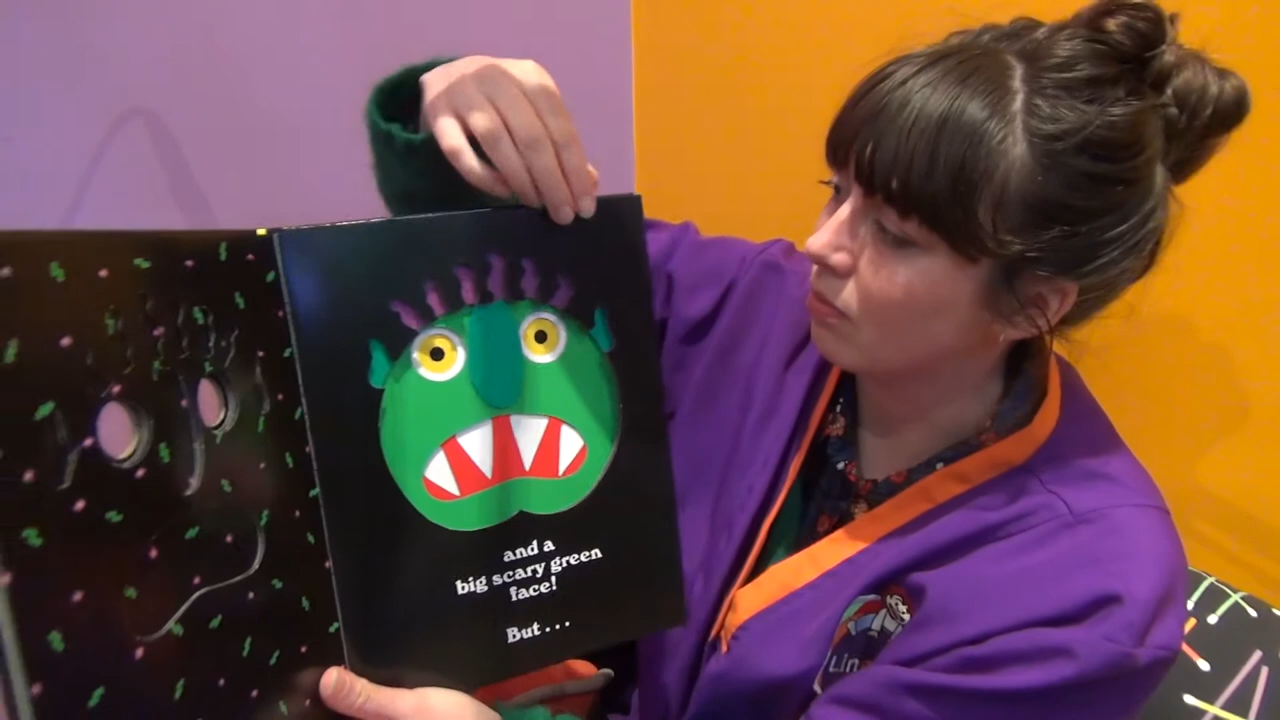 and a
big scary green
face!
But . . .